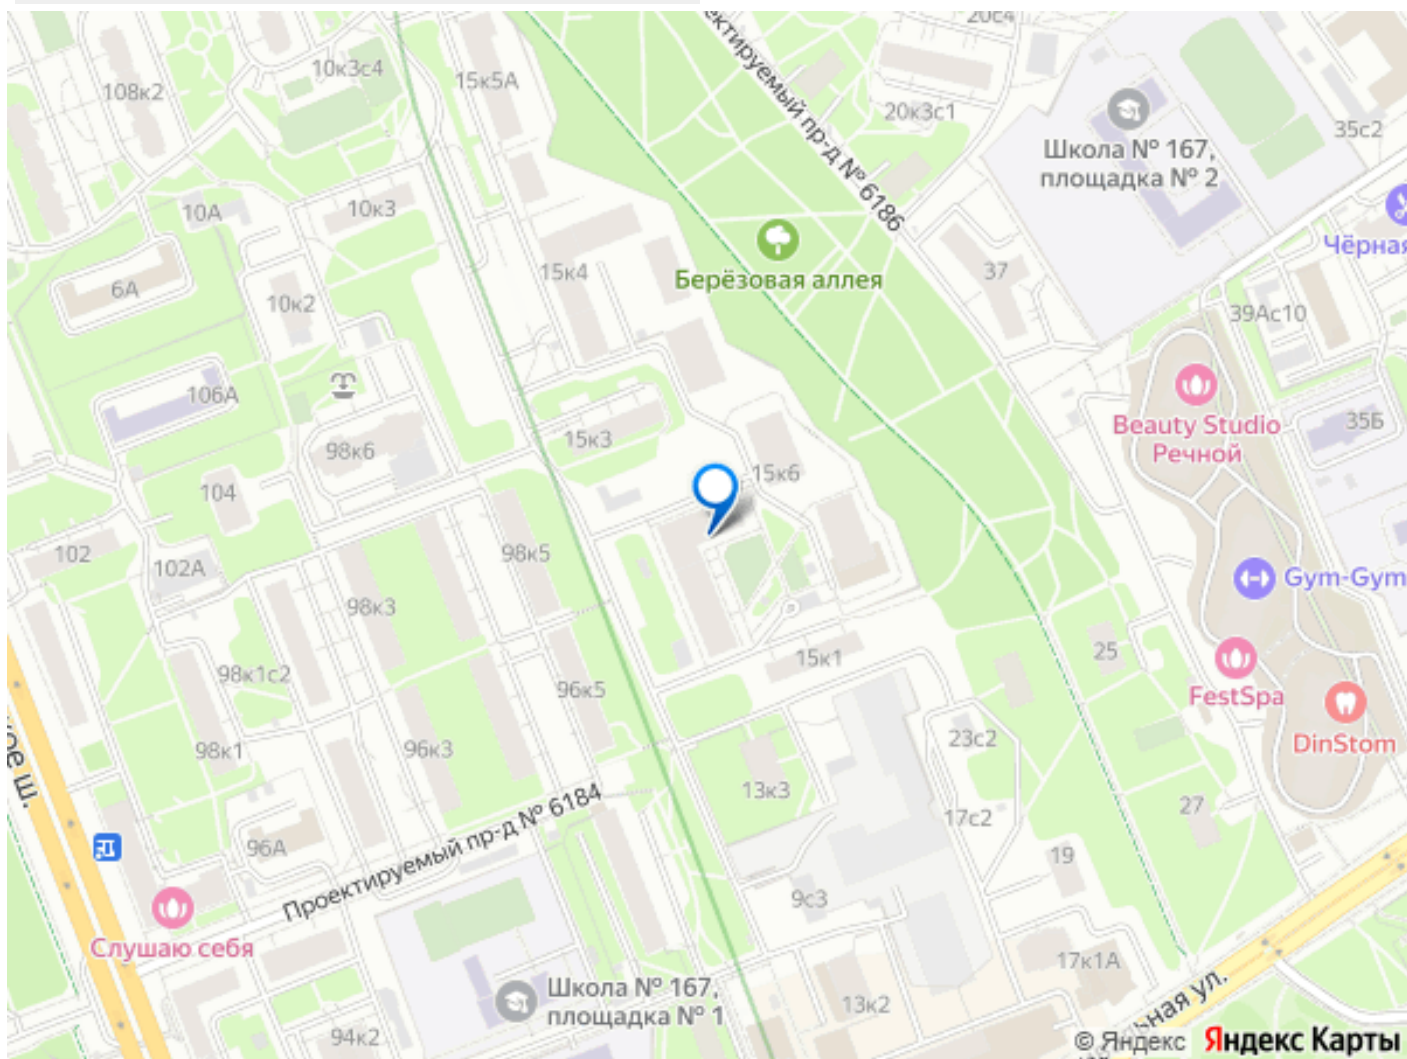 20с4
10к3с4
15к5А
ектируемый пр-д № 6186
108к2
20к3с1
35с2
Школа № 167,
площадка № 2
10А
10к3
Чёрная
15к4
Берёзовая аллея
37
6А
10к2
39Ас10
106А
Beauty Studio
Речной
35Б
98к6
15к3
15к6
104
102
102А
98к5
Gym-Gym
98к3
15к1
25
98к1с2
96к5
FestSpa
98к1
96к3
23с2
DinStom
ое ш.
13к3
27
Проектируемый пр-д № 6184
17с2
96А
19
9с3
Слушаю себя
17к1А
Школа № 167,
площадка № 1
13к2
ьная ул.
94к2
© Яндекс Яндекс Карты